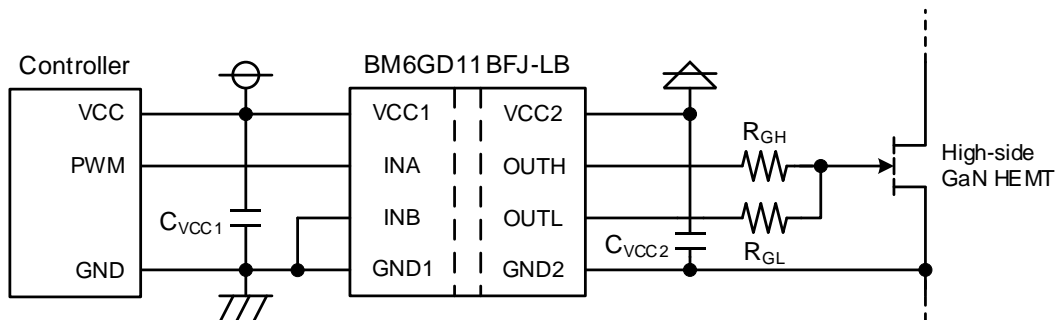 Controller
BM6GD11BFJ-LB
VCC
VCC1
VCC2
RGH
PWM
INA
OUTH
High-side
GaN HEMT
CVCC1
INB
OUTL
CVCC2
RGL
GND
GND1
GND2